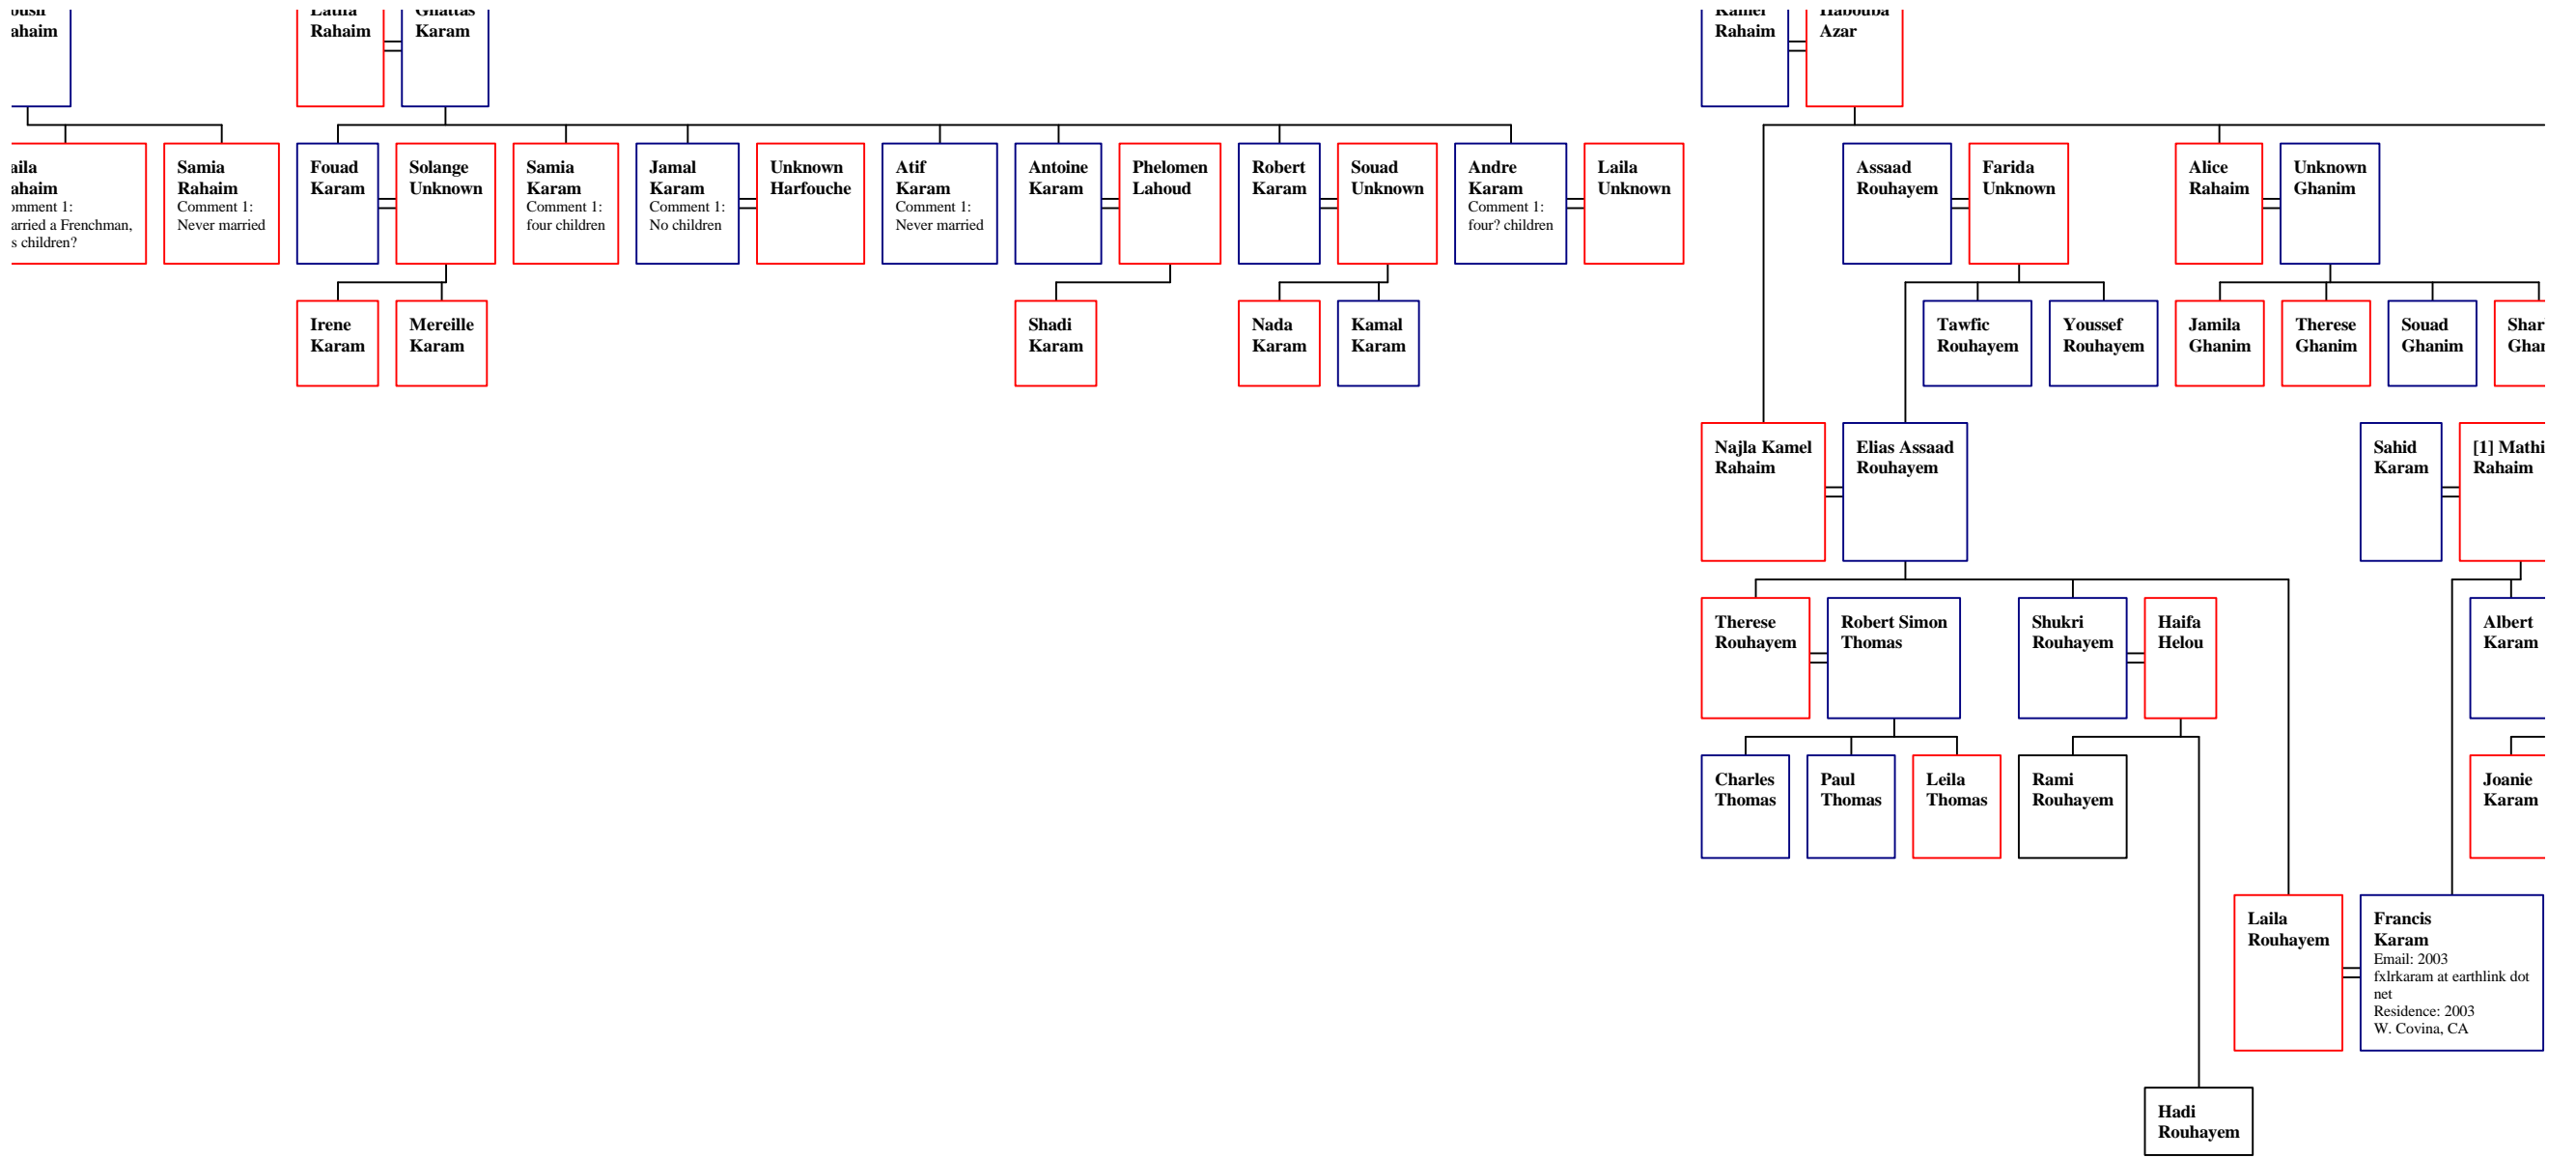 Rahaim
Karam
Rahaim
Azar
Rahaim
Samia
Rahaim
Comment 1:
Never married
Fouad
Karam
Solange
Unknown
Samia
Karam
Comment 1:
four children
Jamal
Karam
Comment 1:
No children
Unknown
Harfouche
Atif
Karam
Comment 1:
Never married
Antoine
Karam
Phelomen
Lahoud
Robert
Karam
Souad
Unknown
Andre
Karam
Comment 1:
four? children
Laila
Unknown
Assaad
Rouhayem
Farida
Unknown
Alice
Rahaim
Unknown
Ghanim
a Frenchman,
children?
Irene
Karam
Mereille
Karam
Shadi
Karam
Nada
Karam
Kamal
Karam
Tawfic
Rouhayem
Youssef
Rouhayem
Jamila
Ghanim
Therese
Ghanim
Souad
Ghanim
Najla Kamel
Rahaim
Elias Assaad
Rouhayem
Sahid
Karam
[1] Mathi
Rahaim
Therese
Rouhayem
Robert Simon
Thomas
Shukri
Rouhayem
Haifa
Helou
Albert
Karam
Charles
Thomas
Paul
Thomas
Leila
Thomas
Rami
Rouhayem
Joanie
Karam
Laila
Rouhayem
Francis
Karam
Email: 2003
fxlrkaram at earthlink dot
net
Residence: 2003
W. Covina, CA
Hadi
Rouhayem